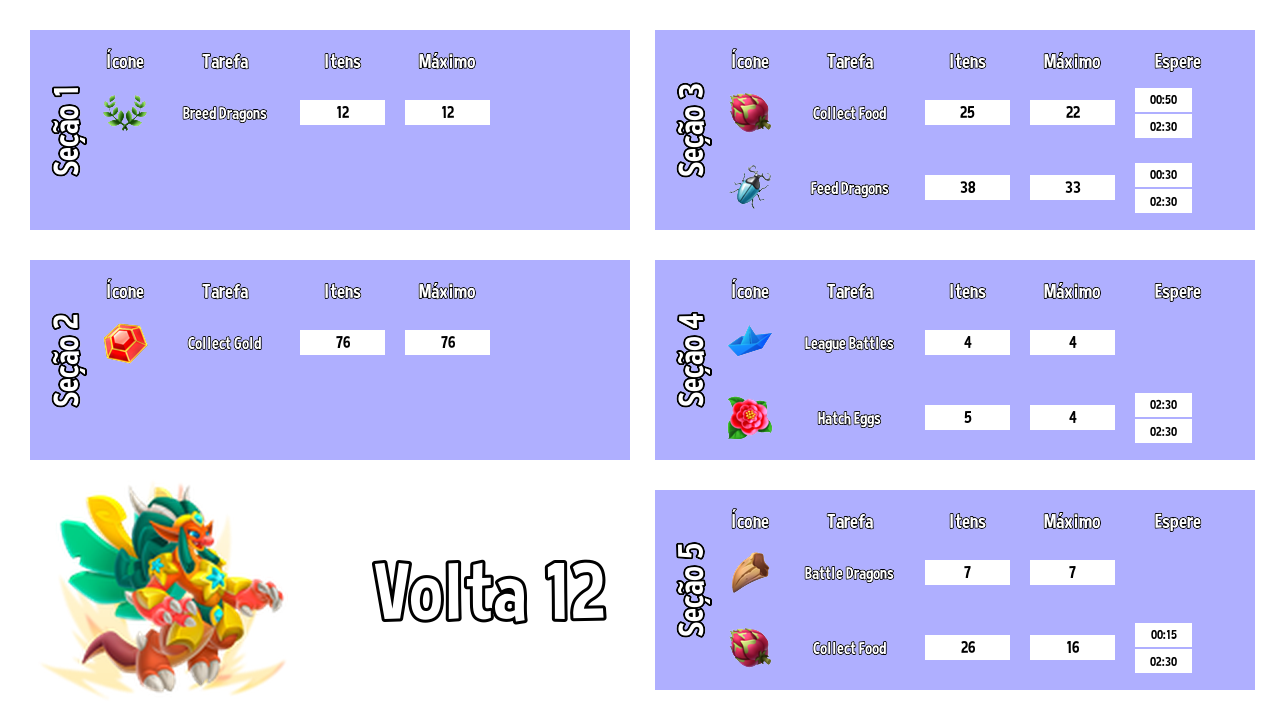 Seção 1
Ícone Tarefa Itens Máximo
Breed Dragons 12 12
Seção 2
Ícone Tarefa Itens Máximo
Collect Gold 76 76
Volta 12
Seção 3
Ícone Tarefa Itens Máximo Espere
Collect Food 25 22 00:50
02:30
Feed Dragons 38 33 00:30
02:30
Seção 4
Ícone Tarefa Itens Máximo Espere
League Battles 4 4
Hatch Eggs 5 4 02:30
02:30
Seção 5
Ícone Tarefa Itens Máximo Espere
Battle Dragons 7 7
Collect Food 26 16 00:15
02:30